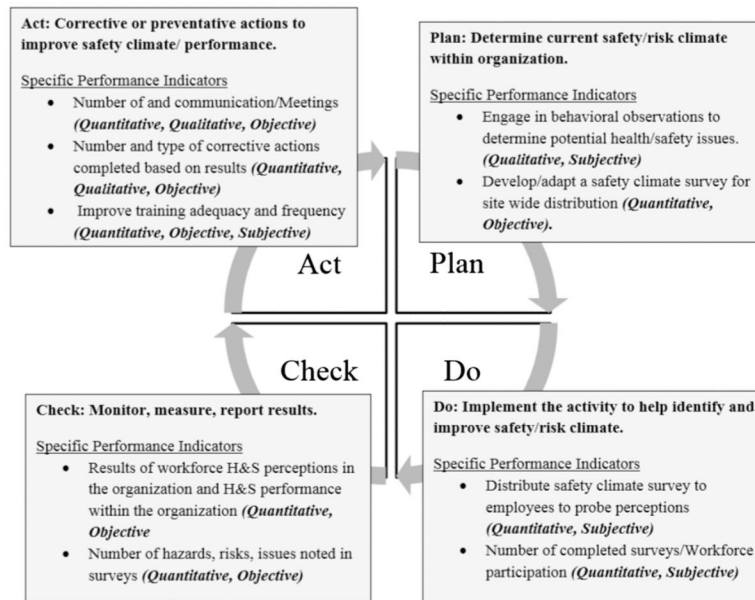 Act: Corrective or preventative actions to
improve safety climate/ performance.
Specific Performance Indicators
• Number of and communication/Meetings
(Quantitative, Qualitative, Objective)
• Number and type of corrective actions
completed based on results (Quantitative,
Qualitative, Objective)
• Improve training adequacy and frequency
(Quantitative, Objective, Subjective)
Plan: Determine current safety/risk climate
within organization.
Specific Performance Indicators
• Engage in behavioral observations to
determine potential health/safety issues.
(Qualitative, Subjective)
• Develop/adapt a safety climate survey for
site wide distribution (Quantitative,
Objective).
Act
Plan
Check
Do
Check: Monitor, measure, report results.
Specific Performance Indicators
• Results of workforce H&S perceptions in
the organization and H&S performance
within the organization (Quantitative,
Objective
• Number of hazards, risks, issues noted in
surveys (Quantitative, Objective)
Do: Implement the activity to help identify and
improve safety/risk climate.
Specific Performance Indicators
• Distribute safety climate survey to
employees to probe perceptions
(Quantitative, Subjective)
• Number of completed surveys/Workforce
participation (Quantitative, Subjective)